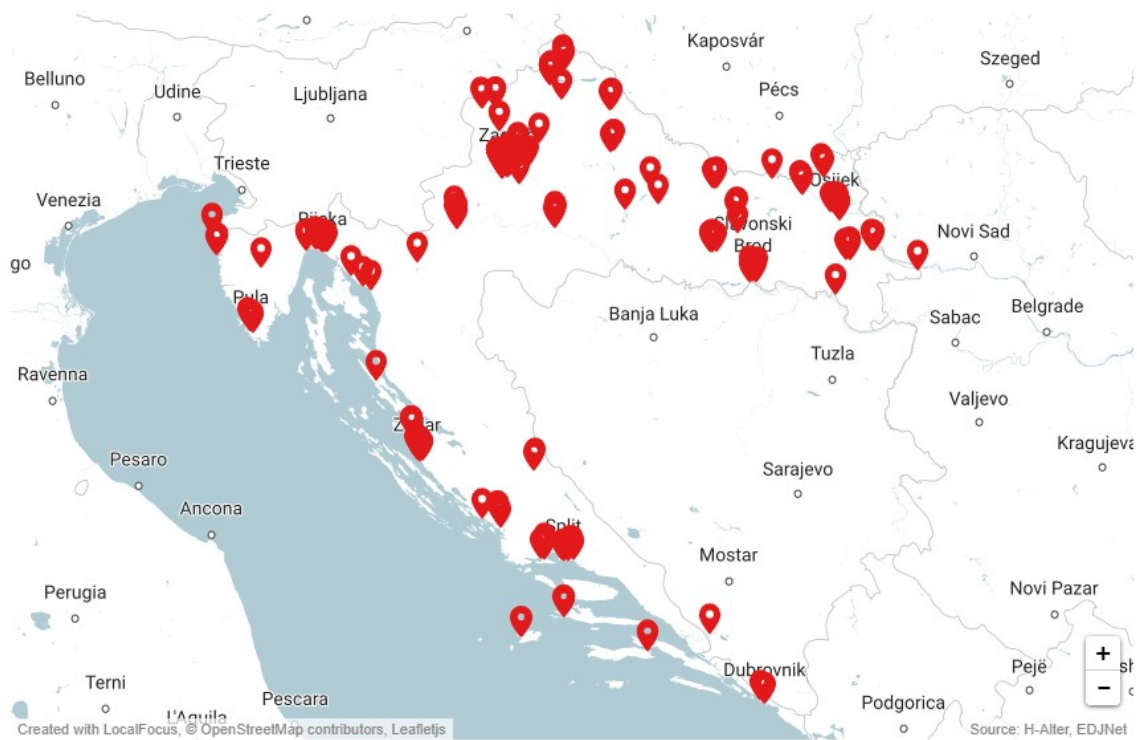 Kaposvár
Szeged
Belluno
Udine
Ljubljana
Pécs
Trieste
Venezia
Rijeka
Osijek
Slavonski
Brod
Novi Sad
go
Pula
Banja Luka
Sabac
Belgrade
Tuzla
Ravenna
Valjevo
Kragujeva
Pesaro
Sarajevo
Ancona
Split
Mostar
Perugia
Novi Pazar
+
Dubrovnik
Pejë
−
Terni
Pescara
Podgorica
L'Aquila
Created with LocalFocus, © OpenStreetMap contributors, Leafletjs
Source: H-Alter, EDJNet